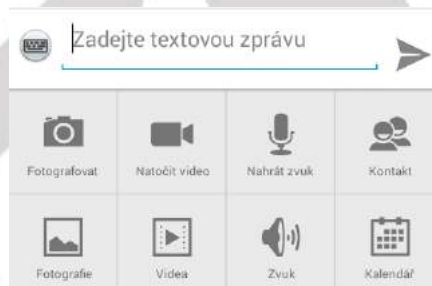 Zadejte textovou zprávu
Fotografovat Natočit video Nahrát zvuk Kontakt
Fotografie Videa Zvuk Kalendář